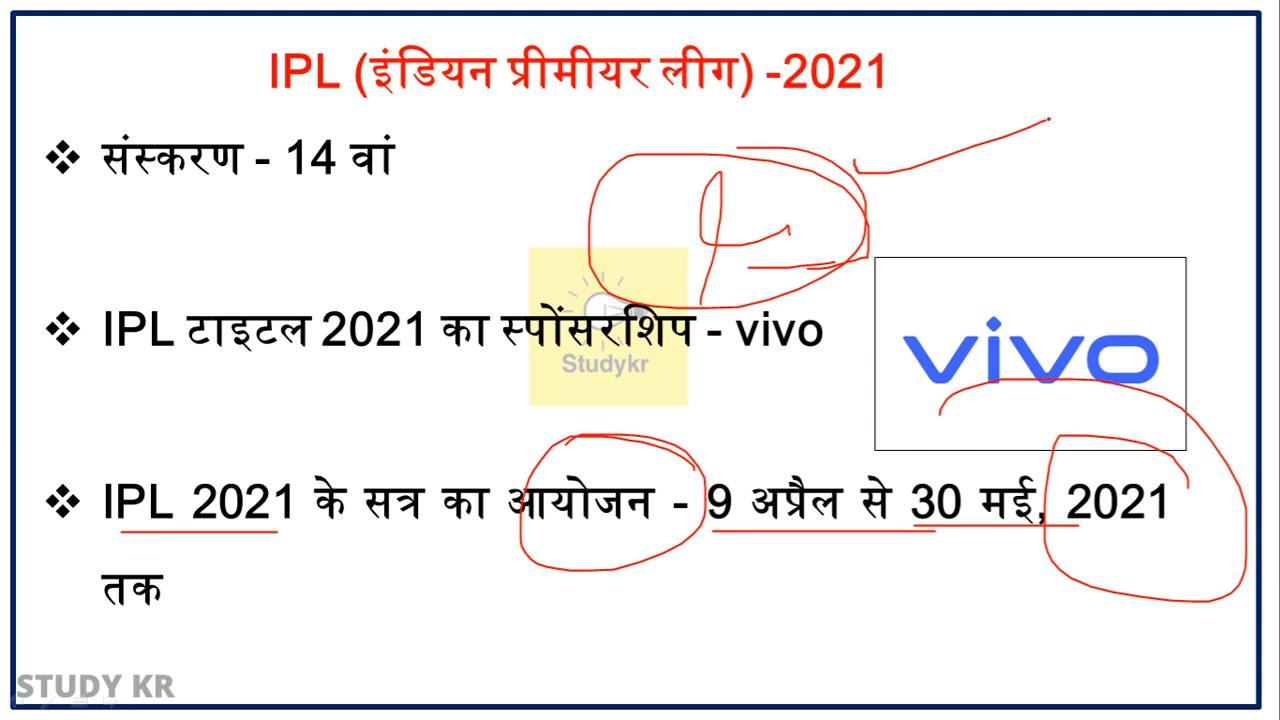 IPL (इंडियन प्रीमीयर लीग) -2021
❖ संस्करण - 14 वां
❖ IPL टाइटल 2021 का स्पोंसरशिप - vivo
Studykr
vivo
❖ IPL 2021 के सत्र का आयोजन - 9 अप्रैल से 30 मई, 2021
तक
STUDY KR